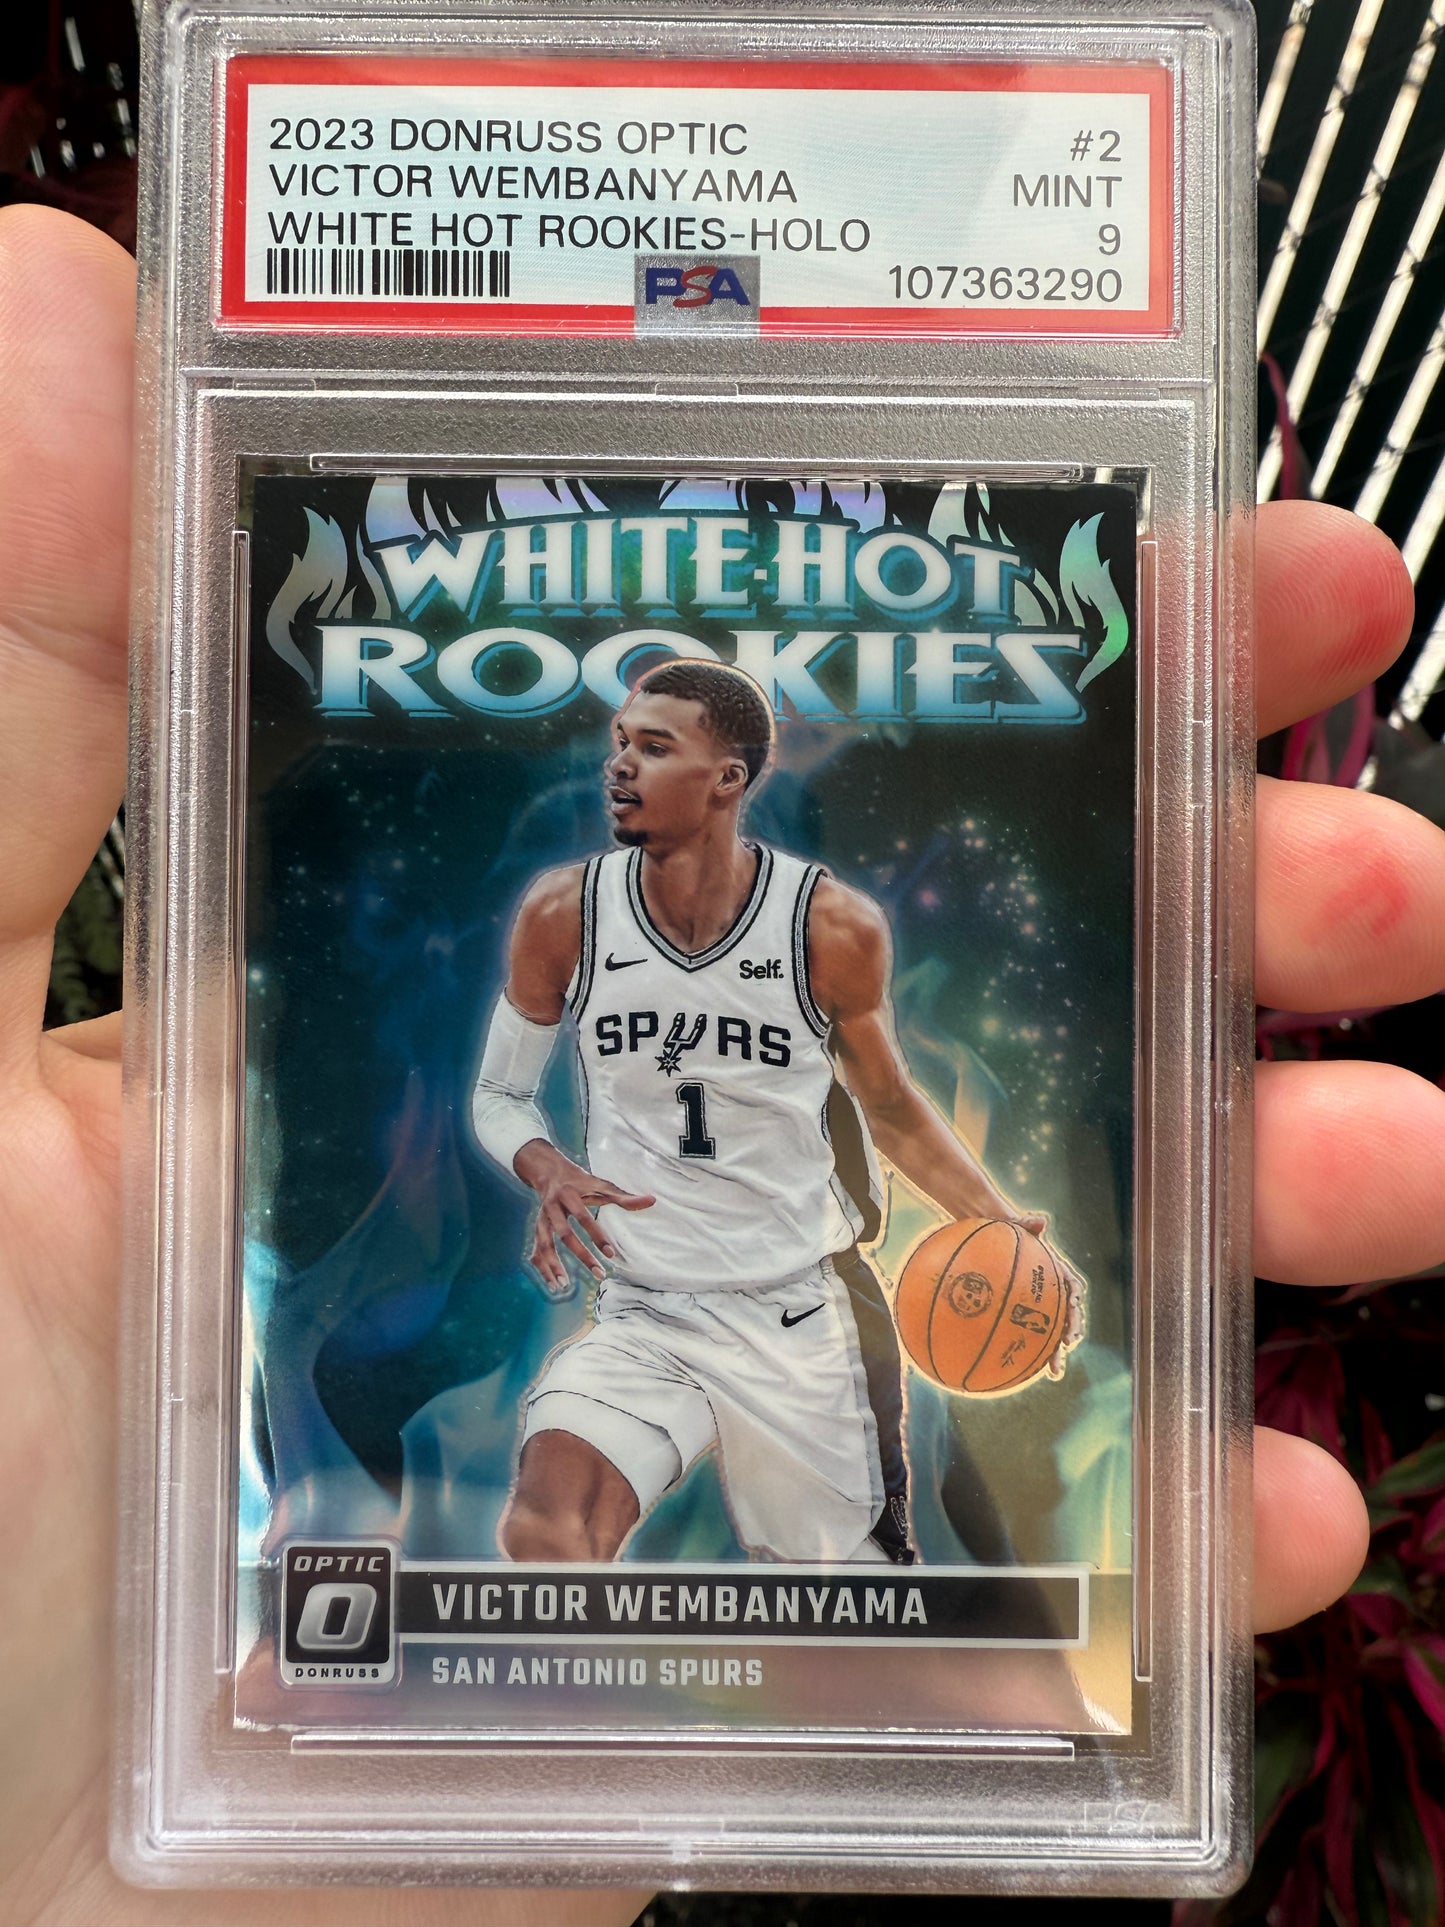 2023 DONRUSS OPTIC #2
VICTOR WEMBANYAMA MINT
WHITE HOT ROOKIES-HOLO 9
PSA 107363290
WHITE·HOT
ROOKIES
Self.
SPURS
1
OPTIC
DONRUSS
VICTOR WEMBANYAMA
SAN ANTONIO SPURS
PSA